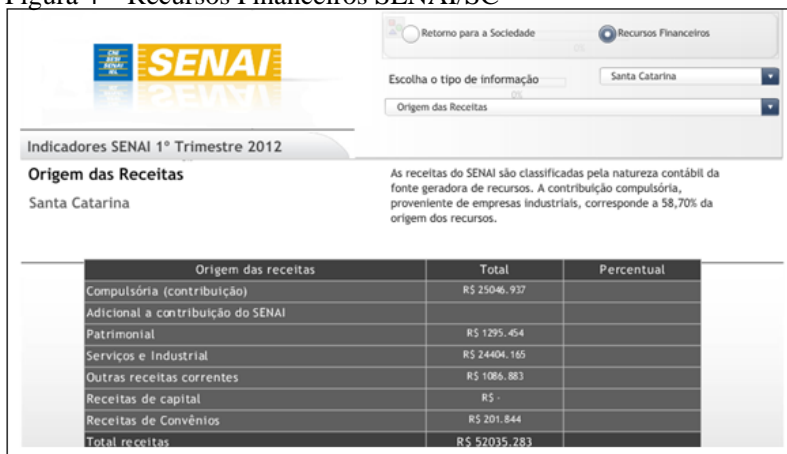 Figura 4 – Recursos Financeiros SENAI/SC
Retorno para a Sociedade
Recursos Financeiros
CNI
SESI
SENAI
IEL
SENAI
Escolha o tipo de informação
Santa Catarina
0%
Origem das Receitas
Indicadores SENAI 1º Trimestre 2012
Origem das Receitas
Santa Catarina
As receitas do SENAI são classificadas pela natureza contábil da
fonte geradora de recursos. A contribuição compulsória,
proveniente de empresas industriais, corresponde a 58,70% da
origem dos recursos.
Origem das receitas Total Percentual
Compulsória (contribuição) R$ 25046.937
Adicional a contribuição do SENAI
Patrimonial R$ 1295.454
Serviços e Industrial R$ 24404.165
Outras receitas correntes R$ 1086.883
Receitas de capital R$ -
Receitas de Convênios R$ 201.844
Total receitas R$ 52035.283